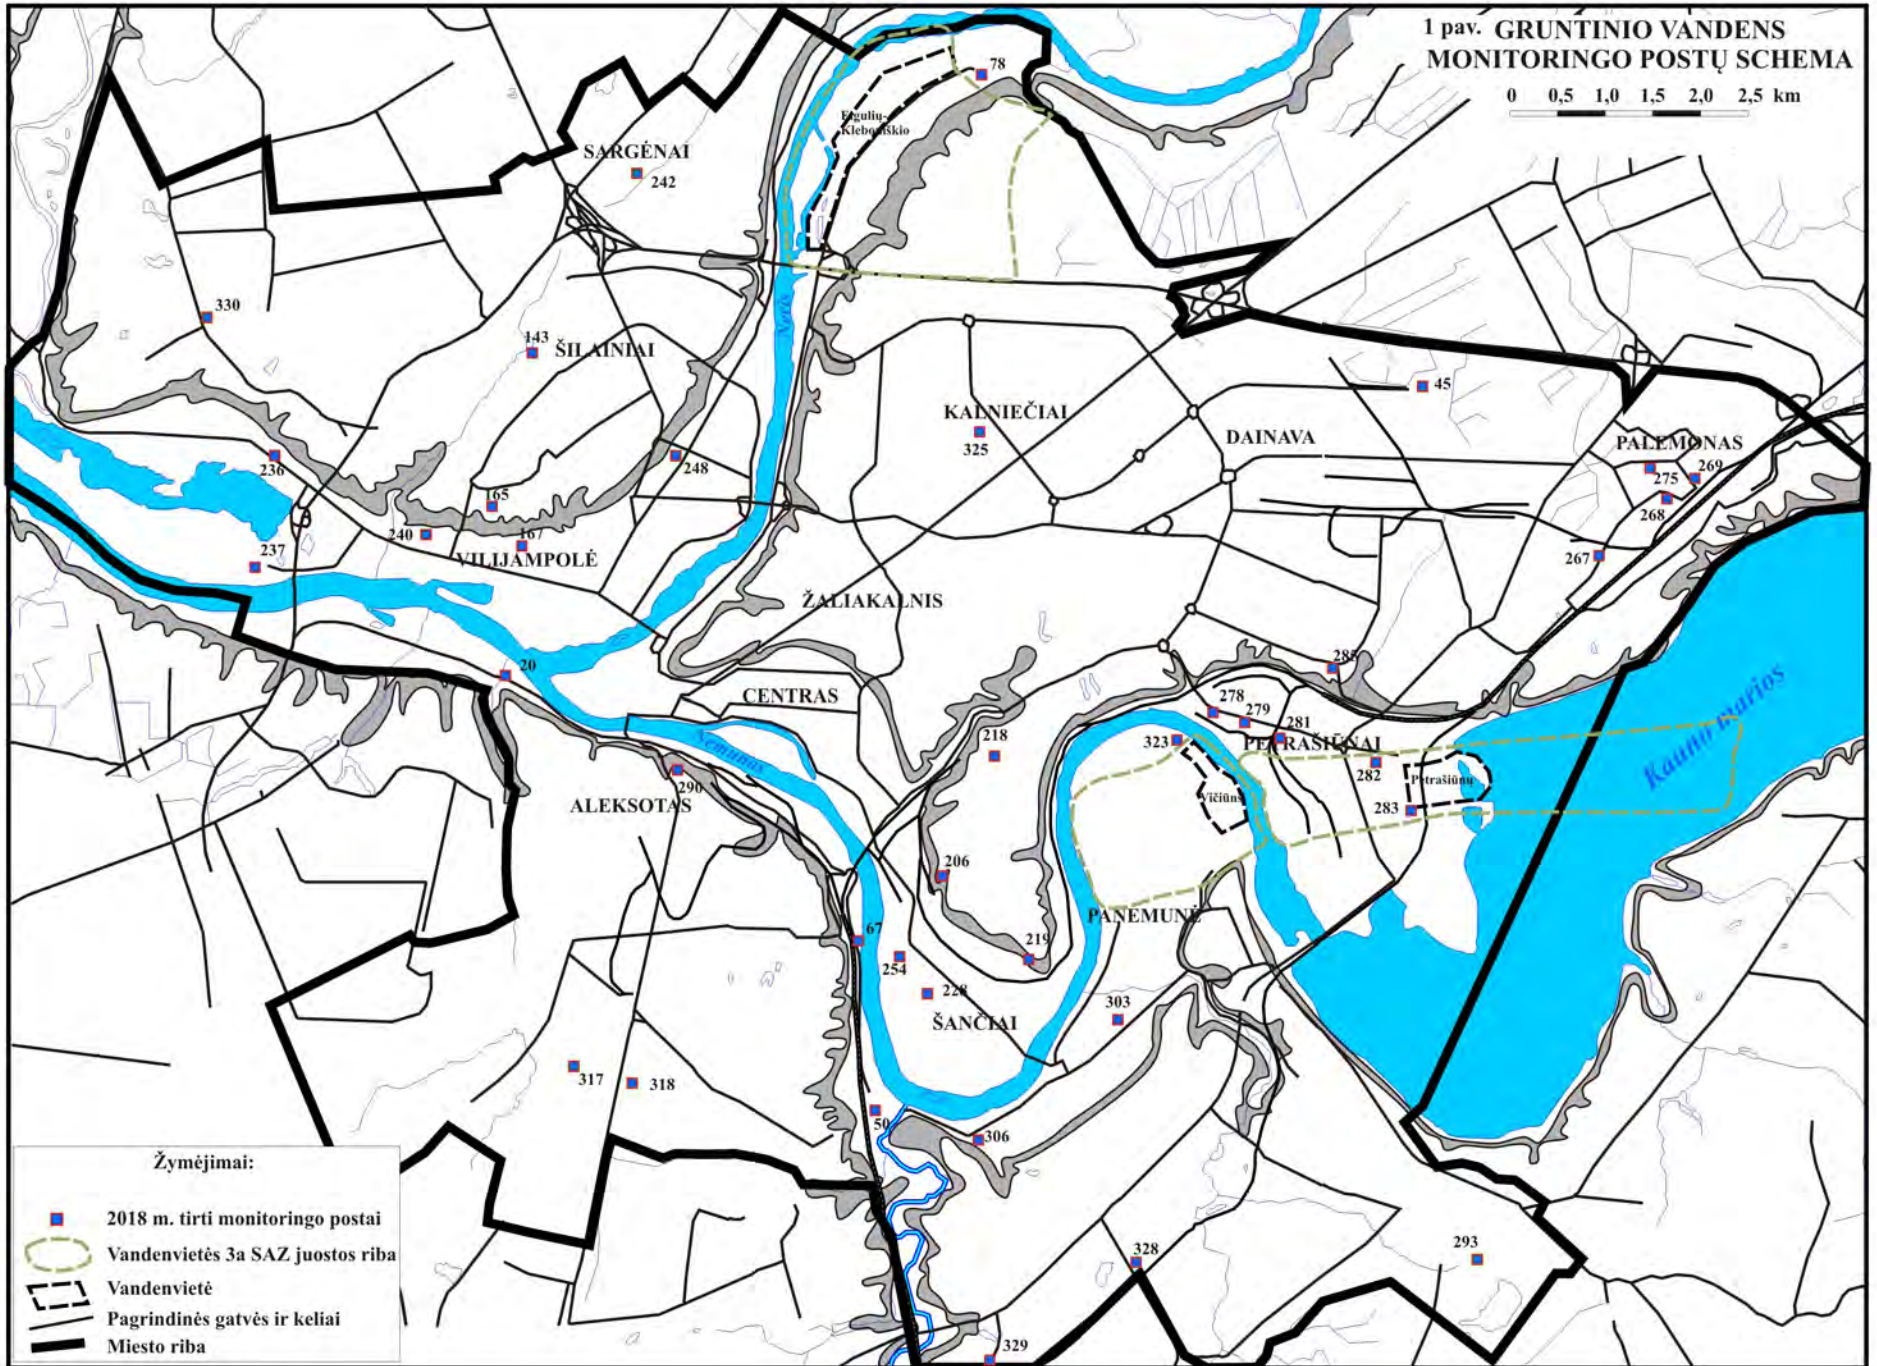 1 pav. GRUNTINIO VANDENS
MONITORINGO POSTŲ SCHEMA
0 0,5 1,0 1,5 2,0 2,5 km
78
Eigulių-
Kleboniškio
SARGĖNAI
242
330
Neris
143
ŠILAINIAI
45
KALNIEČIAI
325
DAINAVA
PALEMONAS
236
248
275
269
268
165
240
167
VILIJAMPOLĖ
237
267
ŽALIAKALNIS
20
285
CENTRAS
278
279
281
218
323
PETRAŠIŪNAI
Nemunas
282
Kauno marios
290
ALEKSOTAS
Vičiūnų
Petrašiūnų
283
206
PANEMUNĖ
67
254
219
228
303
ŠANČIAI
317
318
50
306
Žymėjimai:
2018 m. tirti monitoringo postai
Vandenvietės 3a SAZ juostos riba
Vandenvietė
Pagrindinės gatvės ir keliai
Miesto riba
328
293
329